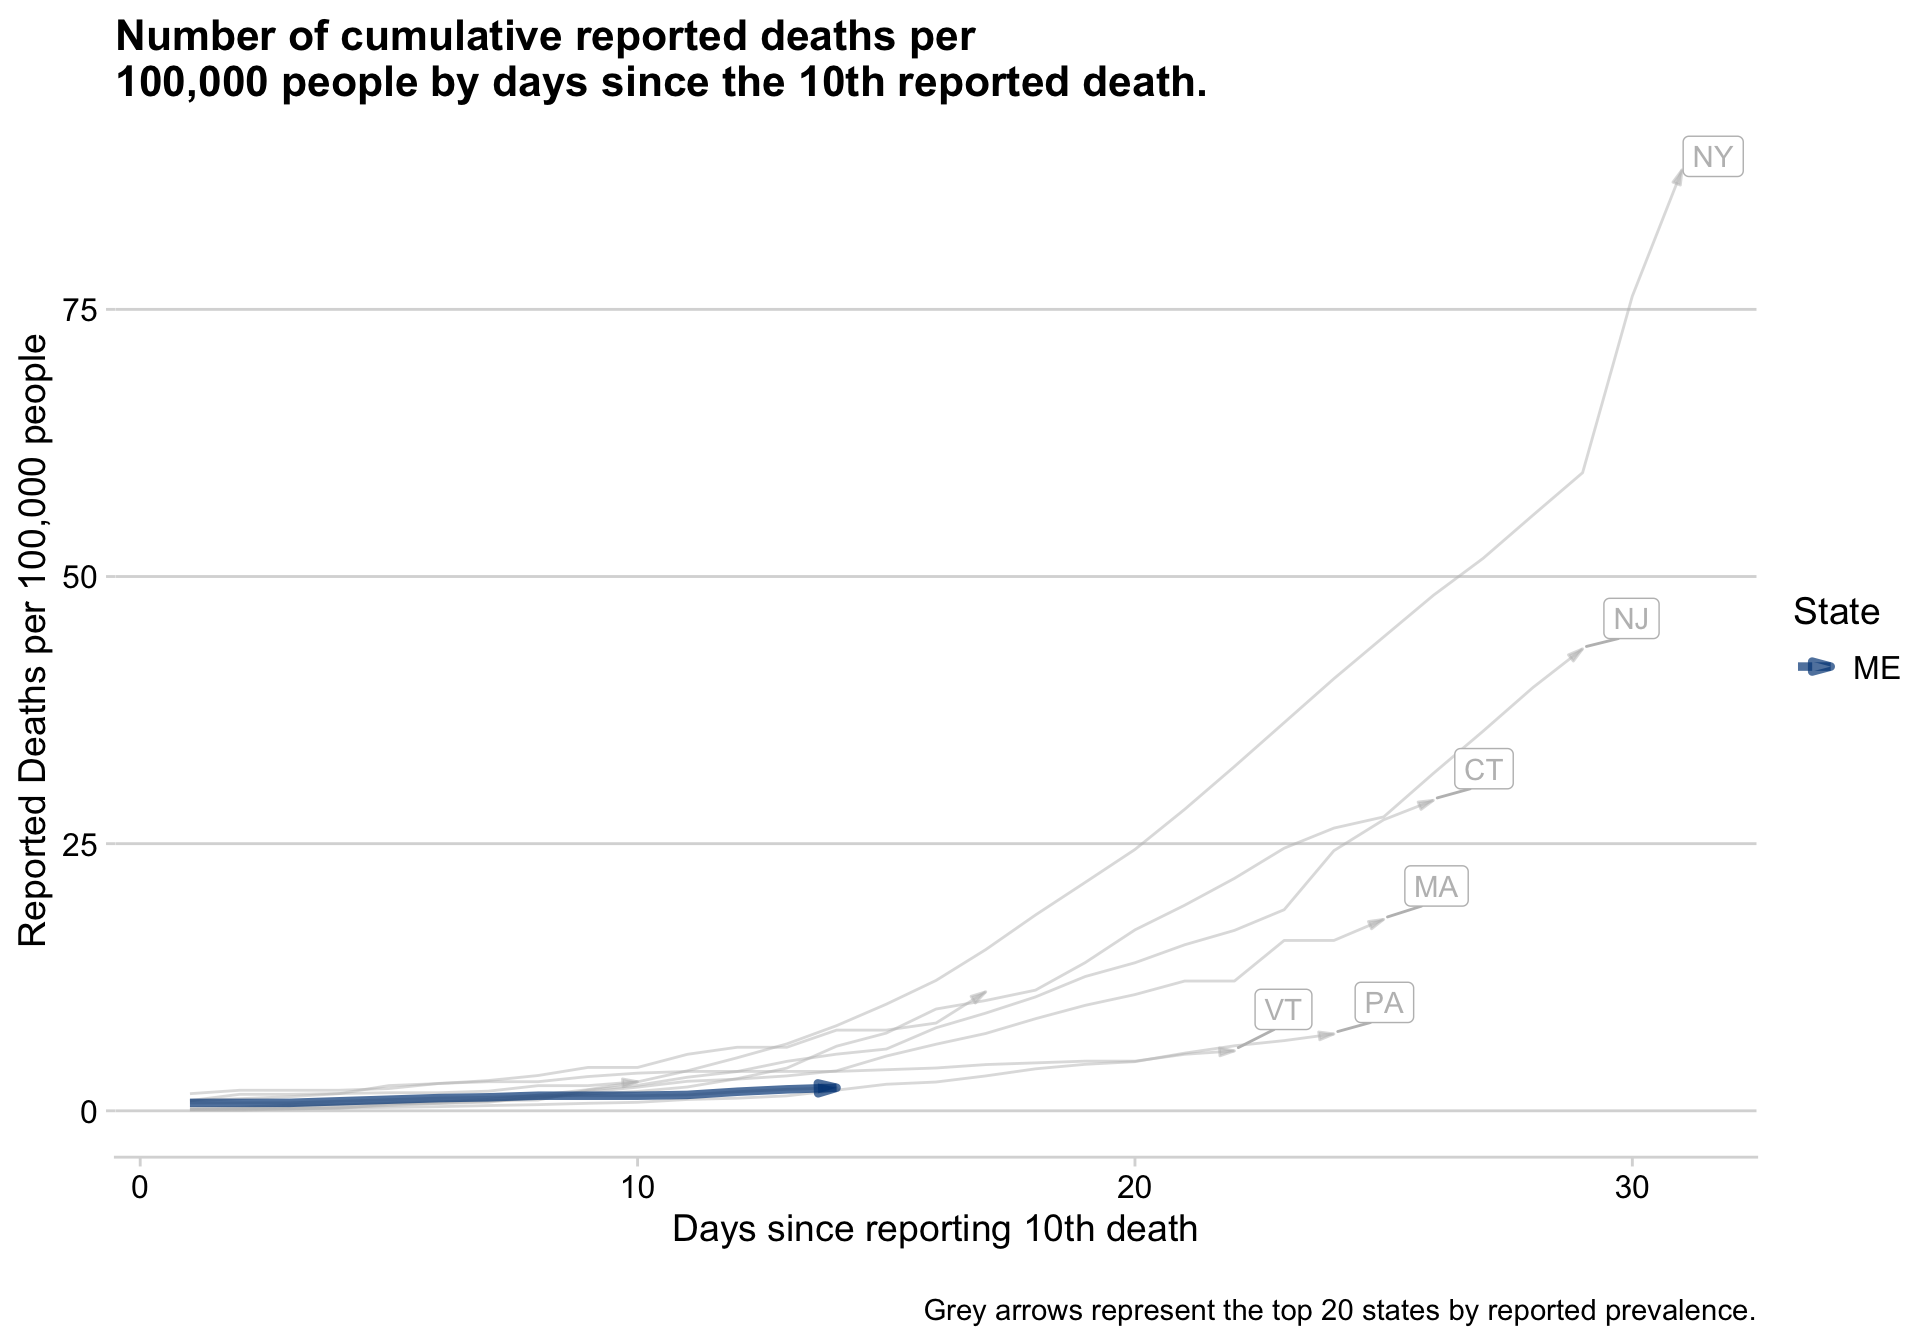 Number of cumulative reported deaths per
100,000 people by days since the 10th reported death.
NY
75
Reported Deaths per 100,000 people
50
NJ
State
ME
CT
25
MA
VT
PA
0
0
10
20
30
Days since reporting 10th death
Grey arrows represent the top 20 states by reported prevalence.